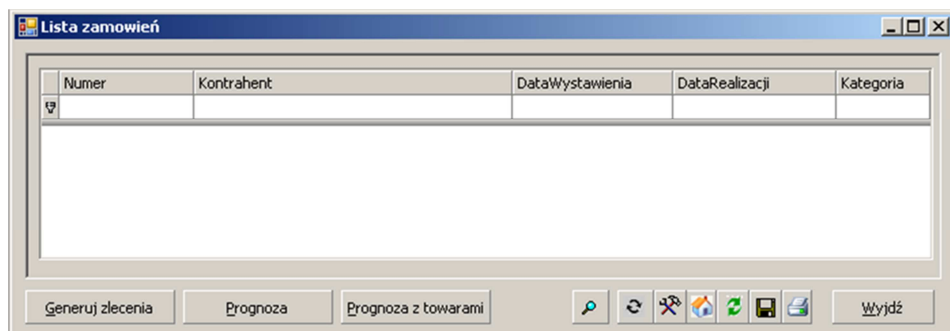 Lista zamowień
Numer Kontrahent DataWystawienia DataRealizacji Kategoria
Generuj zlecenia Prognoza Prognoza z towarami Wyjdź